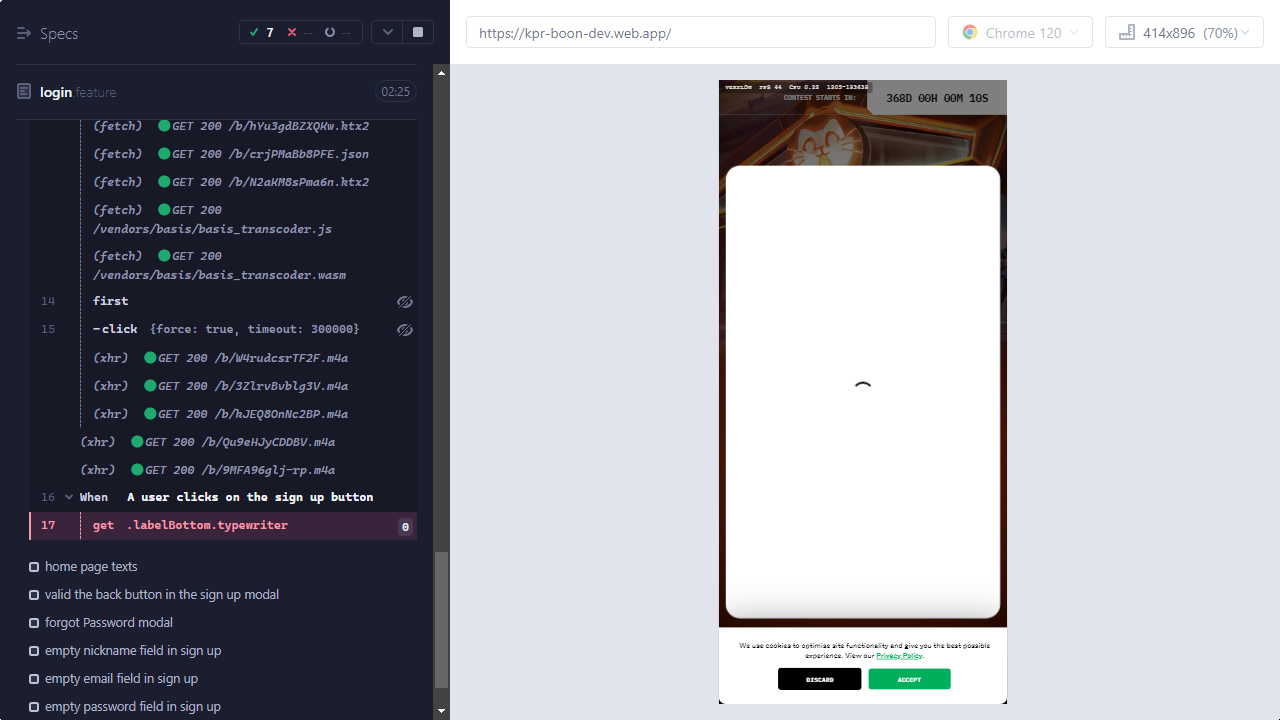 Specs
7
--
--
login feature
02:25
(fetch) GET 200 /b/hYu3gdBZXQKw.ktx2
(fetch) GET 200 /b/crjPMaBb8PFE.json
(fetch) GET 200 /b/N2aKM8sPma6n.ktx2
(fetch) GET 200
/vendors/basis/basis_transcoder.js
(fetch) GET 200
/vendors/basis/basis_transcoder.wasm
14 first
15 -click {force: true, timeout: 300000}
(xhr) GET 200 /b/W4rudcsrTF2F.m4a
(xhr) GET 200 /b/3ZlrvBvblg3V.m4a
(xhr) GET 200 /b/kJEQ8OnNc2BP.m4a
(xhr) GET 200 /b/Qu9eHJyCDDBV.m4a
(xhr) GET 200 /b/9MFA96glj-rp.m4a
16 When A user clicks on the sign up button
17 get .labelBottom.typewriter 0
home page texts
valid the back button in the sign up modal
forgot Password modal
empty nickname field in sign up
empty email field in sign up
empty password field in sign up
https://kpr-boon-dev.web.app/
Chrome 120
414x896 (70%)
FPS 44 CPU 0.28 1203-183639
CONTEST STARTS IN:
368D 00H 00M 10S
We use cookies to optimise site functionality and give you the best possible
experience. View our Privacy Policy.
DISCARD
ACCEPT